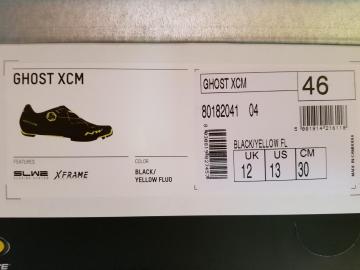 GHOST XCM
FEATURES
SLW2
XFRAME
COLOR
BLACK/
YELLOW FLUO
GHOST XCM
46
80182041 04
BLACK/YELLOW FL
UK US CM
12 13 30